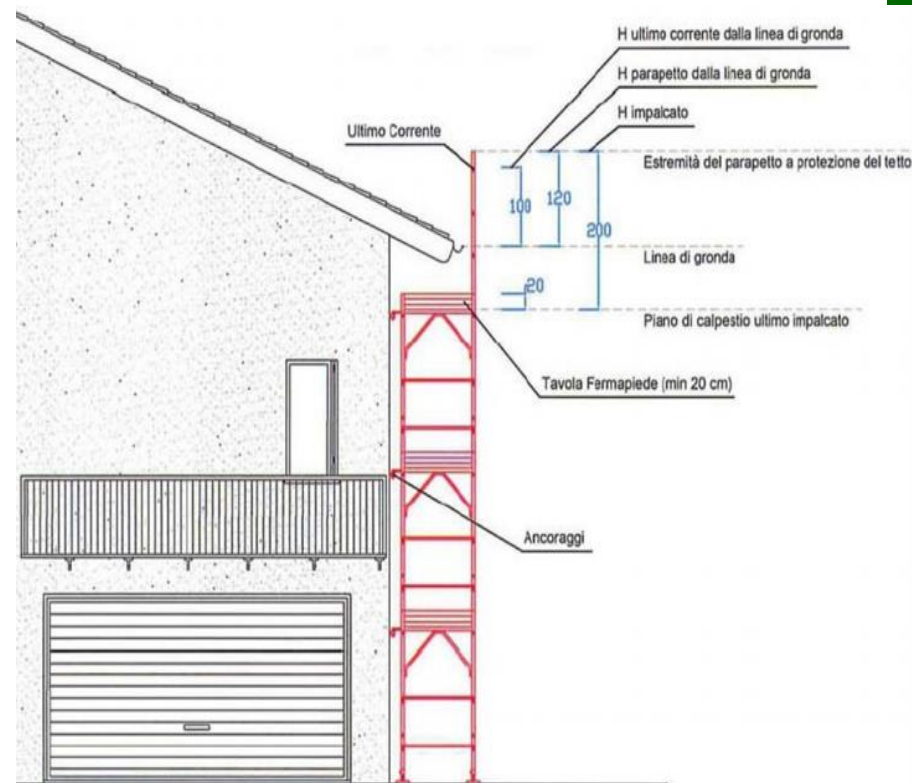 H ultimo corrente dalla linea di gronda
H parapetto dalla linea di gronda
H impalcato
Ultimo Corrente
Estremità del parapetto a protezione del tetto
100
120
200
Linea di gronda
20
Piano di calpestio ultimo impalcato
Tavola Fermapiede (min 20 cm)
Ancoraggi